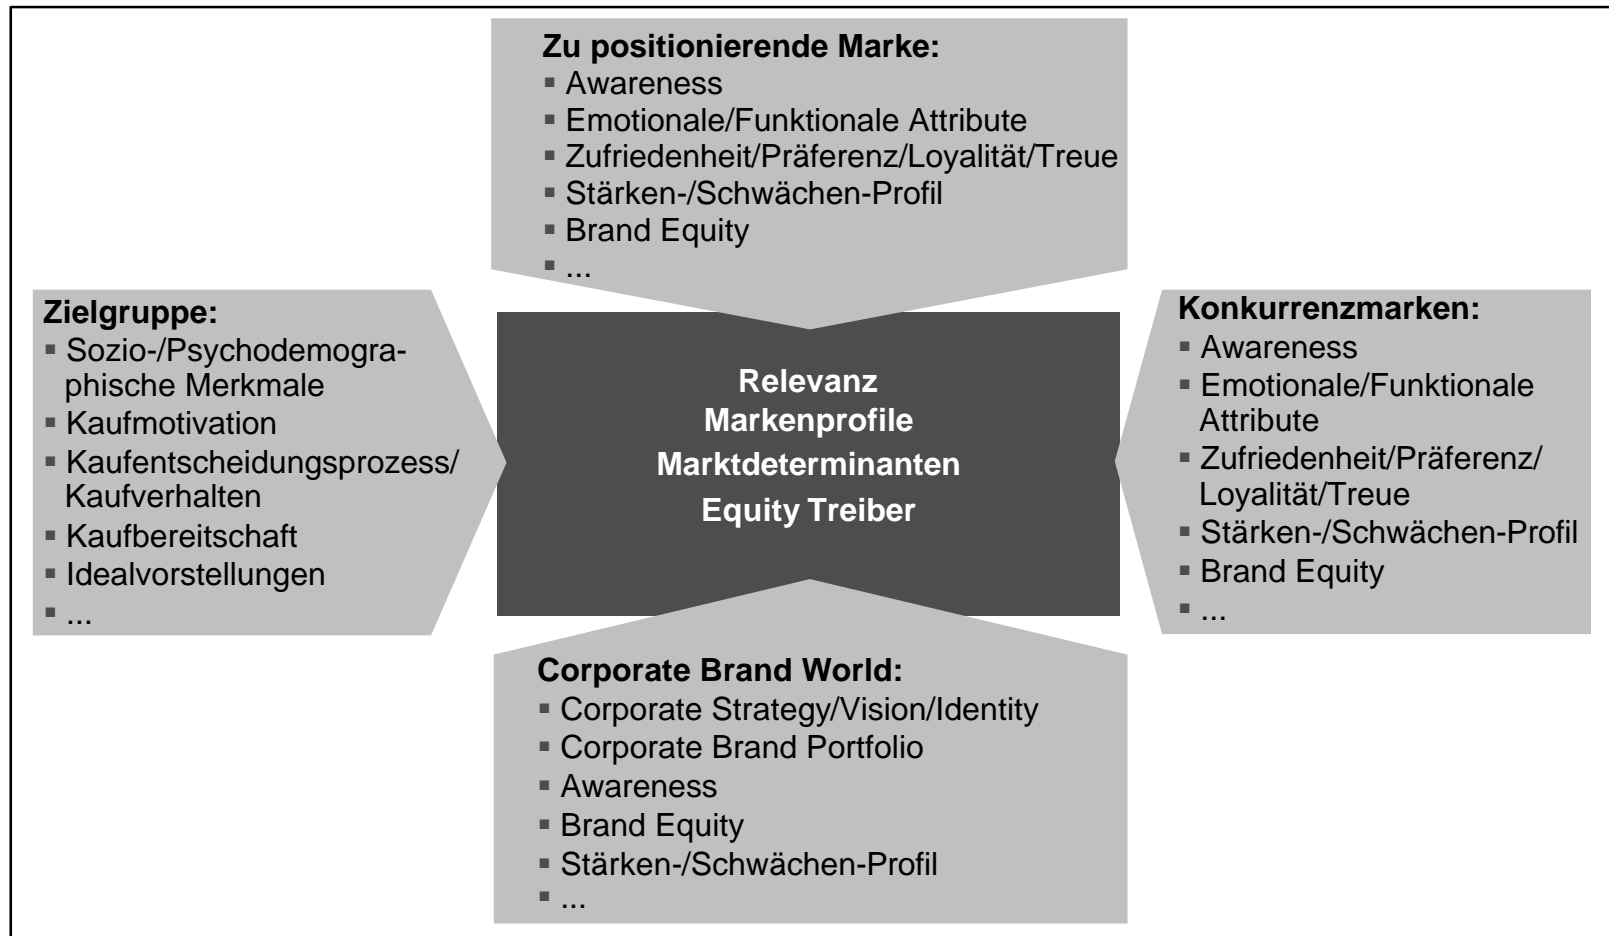 Zu positionierende Marke:
▪ Awareness
▪ Emotionale/Funktionale Attribute
▪ Zufriedenheit/Präferenz/Loyalität/Treue
▪ Stärken-/Schwächen-Profil
▪ Brand Equity
▪ ...
Zielgruppe:
▪ Sozio-/Psychodemogra-
phische Merkmale
▪ Kaufmotivation
▪ Kaufentscheidungsprozess/
Kaufverhalten
▪ Kaufbereitschaft
▪ Idealvorstellungen
▪ ...
Relevanz
Markenprofile
Marktdeterminanten
Equity Treiber
Konkurrenzmarken:
▪ Awareness
▪ Emotionale/Funktionale
Attribute
▪ Zufriedenheit/Präferenz/
Loyalität/Treue
▪ Stärken-/Schwächen-Profil
▪ Brand Equity
▪ ...
Corporate Brand World:
▪ Corporate Strategy/Vision/Identity
▪ Corporate Brand Portfolio
▪ Awareness
▪ Brand Equity
▪ Stärken-/Schwächen-Profil
▪ ...